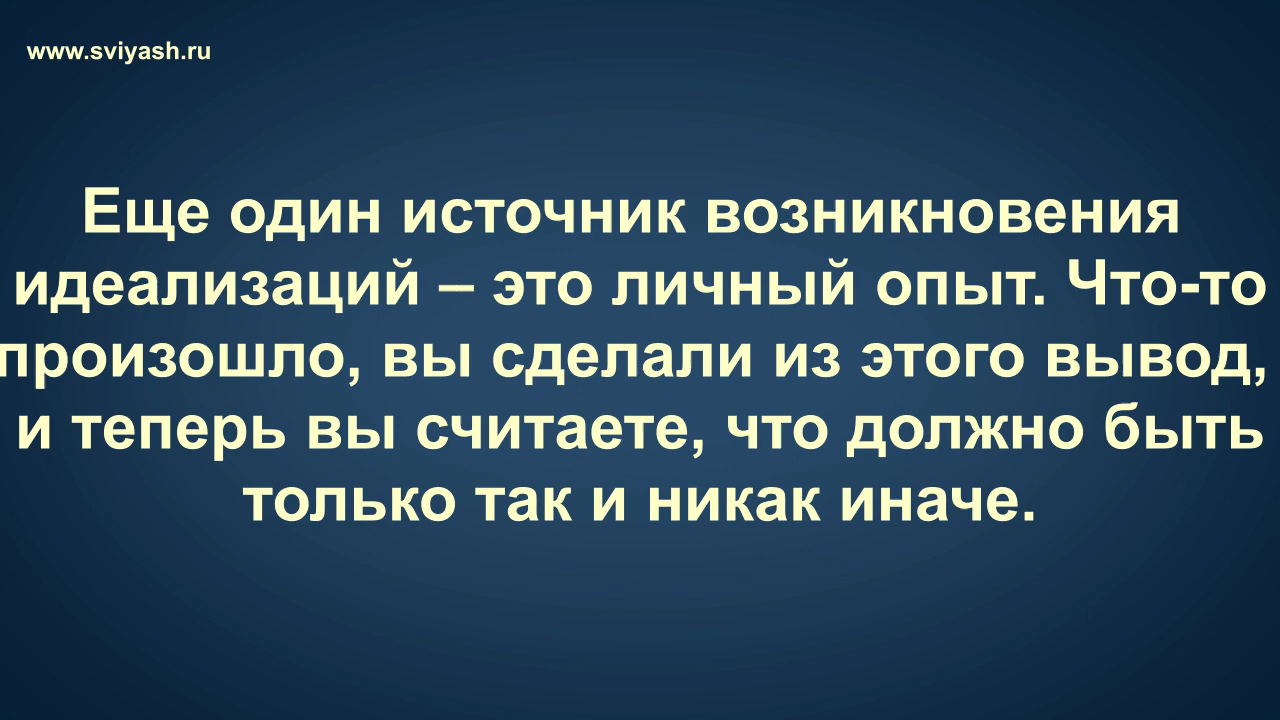 www.sviyash.ru
Еще один источник возникновения
идеализаций – это личный опыт. Что-то
произошло, вы сделали из этого вывод,
и теперь вы считаете, что должно быть
только так и никак иначе.